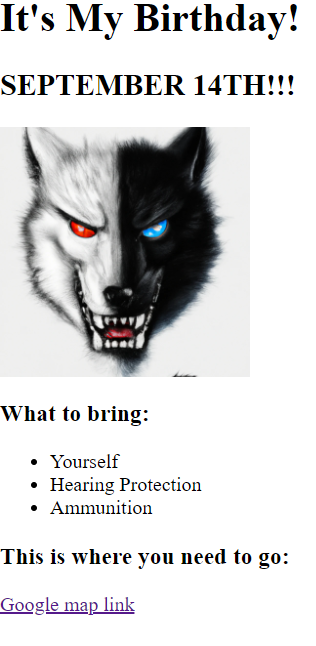 It's My Birthday!
SEPTEMBER 14TH!!!
What to bring:
Yourself
Hearing Protection
Ammunition
This is where you need to go:
Google map link